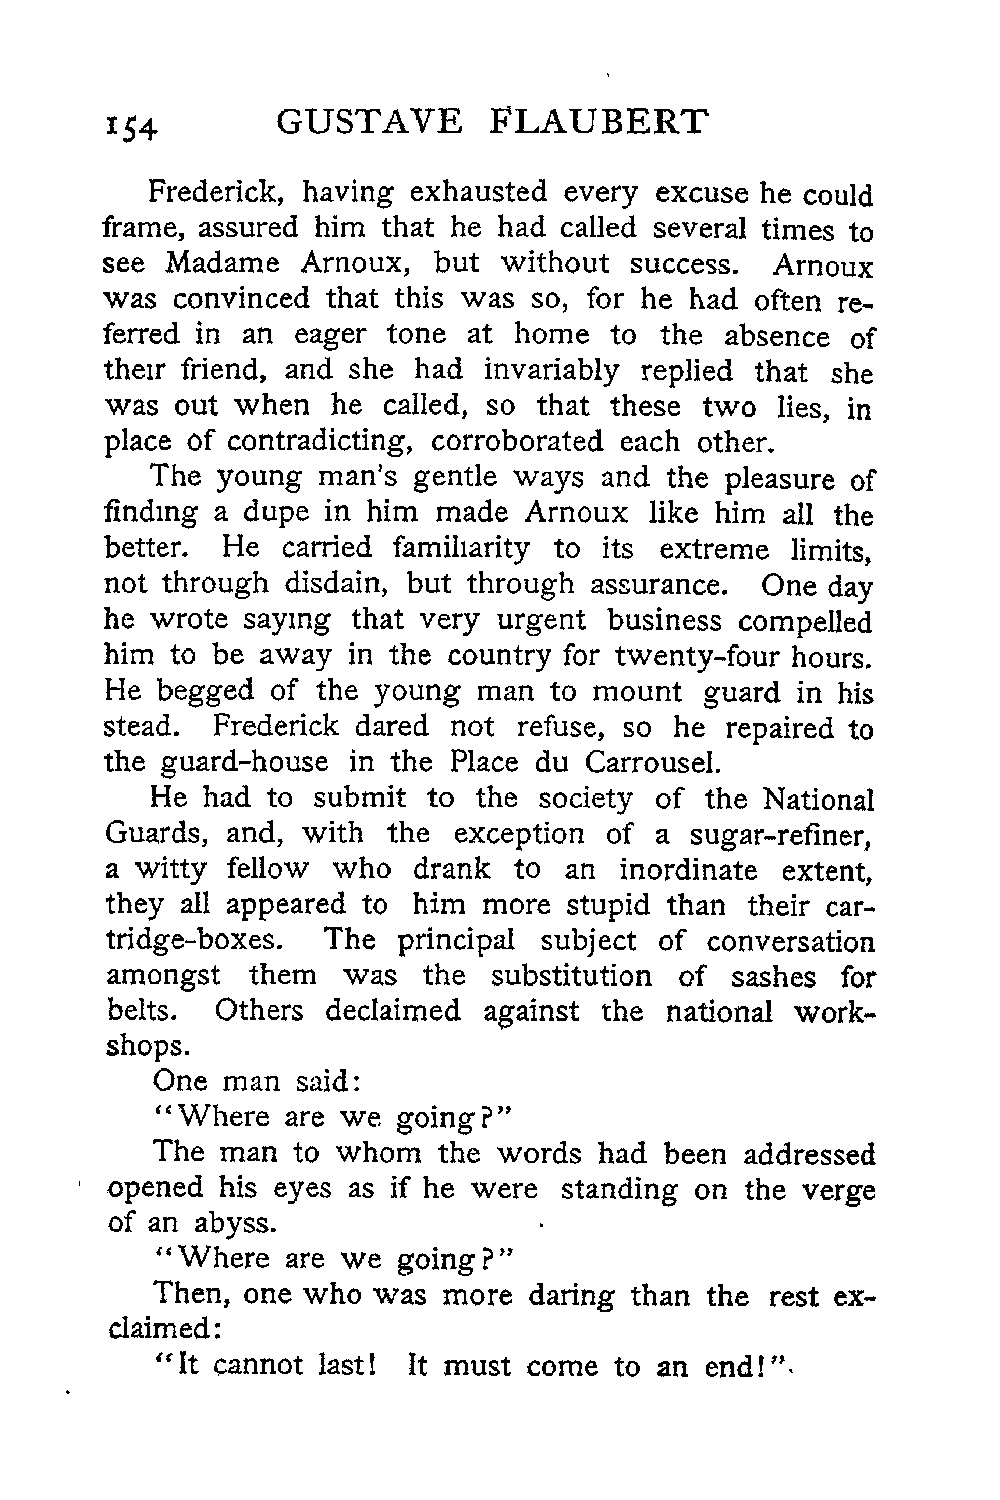 154 GUSTAVE FLAUBERT
Frederick, having exhausted every excuse he could
frame, assured him that he had called several times to
see Madame Arnoux, but without success. Arnoux
was convinced that this was so, for he had often re-
ferred in an eager tone at home to the absence of
their friend, and she had invariably replied that she
was out when he called, so that these two lies, in
place of contradicting, corroborated each other.
The young man's gentle ways and the pleasure of
finding a dupe in him made Arnoux like him all the
better. He carried familiarity to its extreme limits,
not through disdain, but through assurance. One day
he wrote saying that very urgent business compelled
him to be away in the country for twenty-four hours.
He begged of the young man to mount guard in his
stead. Frederick dared not refuse, so he repaired to
the guard-house in the Place du Carrousel.
He had to submit to the society of the National
Guards, and, with the exception of a sugar-refiner,
a witty fellow who drank to an inordinate extent,
they all appeared to him more stupid than their car-
tridge-boxes. The principal subject of conversation
amongst them was the substitution of sashes for
belts. Others declaimed against the national work-
shops.
One man said:
"Where are we going?"
The man to whom the words had been addressed
opened his eyes as if he were standing on the verge
of an abyss.
"Where are we going?"
Then, one who was more daring than the rest ex-
claimed:
"It cannot last! It must come to an end!"